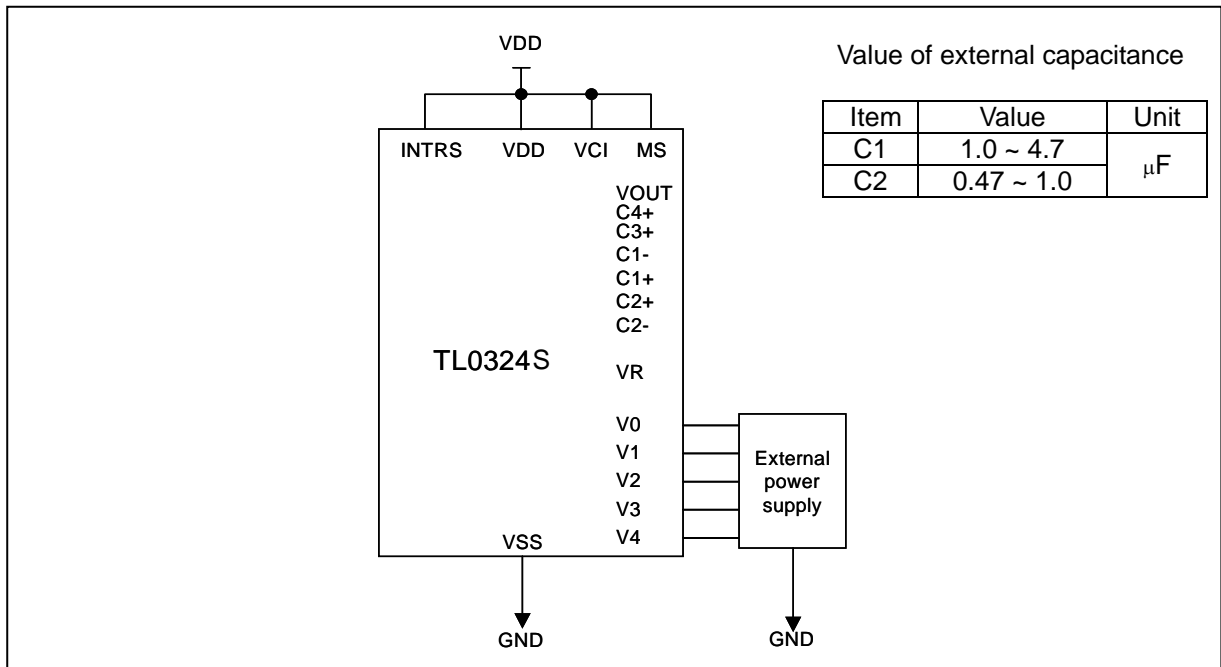 VDD
INTRS VDD VCI MS
VOUT
C4+
C3+
C1-
C1+
C2+
C2-
TL0324S
VR
V0
V1
V2
V3
V4
VSS
External
power
supply
GND
GND
Value of external capacitance
Item Value Unit
C1 1.0 ~ 4.7 μF
C2 0.47 ~ 1.0